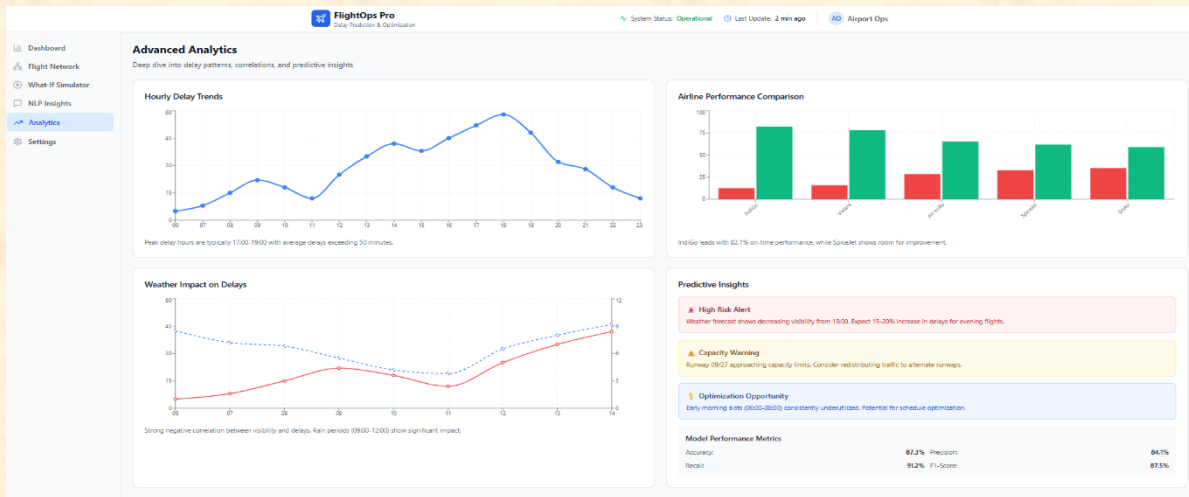 FlightOps Pro
Delay Prediction & Optimization
System Status: Operational
Last Update: 2 min ago
AO
Airport Ops
Dashboard
Flight Network
What-If Simulator
NLP Insights
Analytics
Settings
Advanced Analytics
Deep dive into delay patterns, correlations, and predictive insights
Hourly Delay Trends
60
45
30
15
0
06 07 08 09 10 11 12 13 14 15 16 17 18 19 20 21 22 23
Peak delay hours are typically 17:00-19:00 with average delays exceeding 50 minutes.
Airline Performance Comparison
100
75
50
25
0
IndiGo Vistara Air India SpiceJet GoAir
IndiGo leads with 82.1% on-time performance, while SpiceJet shows room for improvement.
Weather Impact on Delays
60 12
45 9
30 6
15 3
0 0
06 07 08 09 10 11 12 13 14
Strong negative correlation between visibility and delays. Rain periods (09:00-12:00) show significant impact.
Predictive Insights
High Risk Alert
Weather forecast shows decreasing visibility from 15:00. Expect 15-20% increase in delays for evening flights.
Capacity Warning
Runway 09/27 approaching capacity limits. Consider redistributing traffic to alternate runways.
Optimization Opportunity
Early morning slots (06:00-08:00) consistently underutilized. Potential for schedule optimization.
Model Performance Metrics
Accuracy: 87.3% Precision: 84.1%
Recall: 91.2% F1-Score: 87.5%